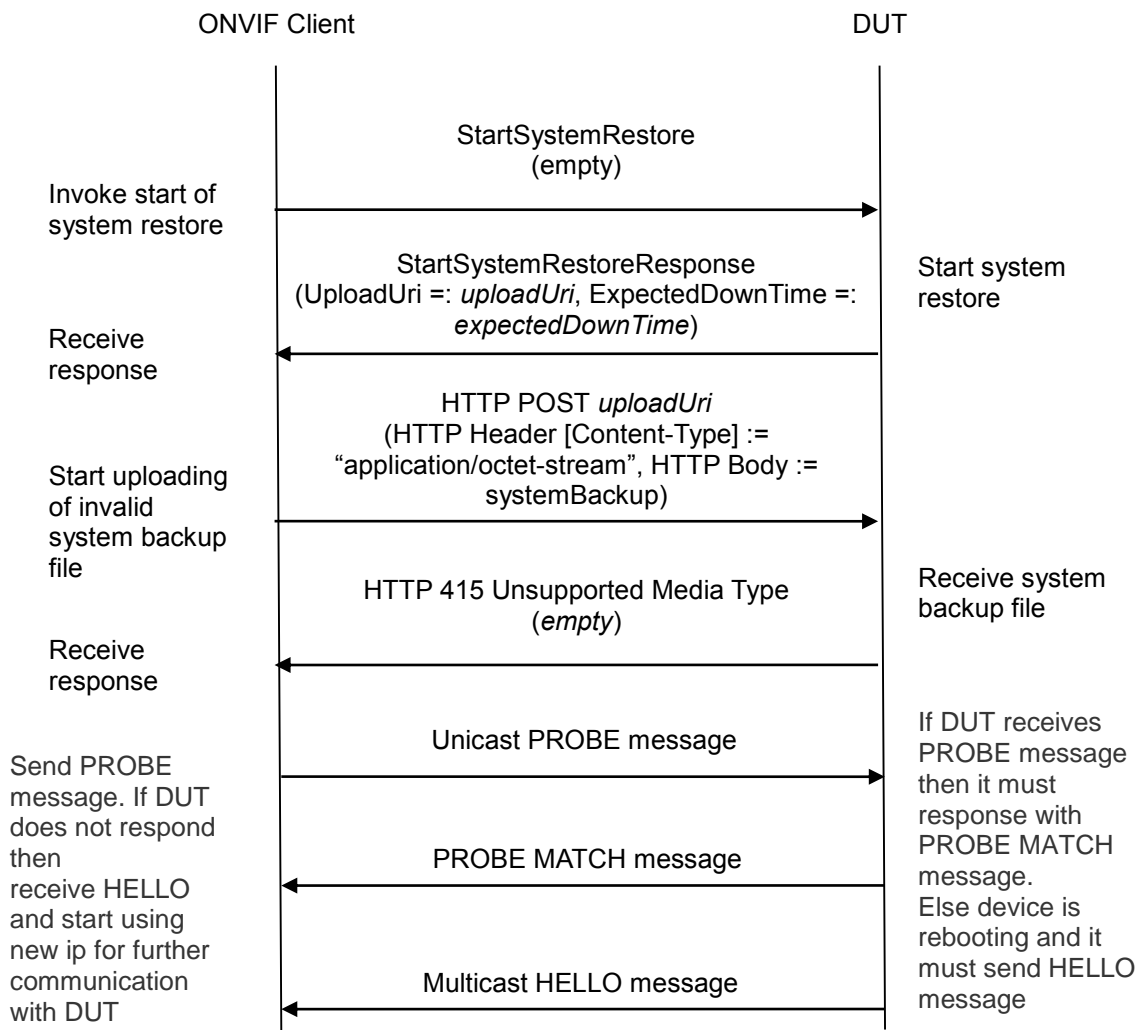 ONVIF Client
DUT
StartSystemRestore
(empty)
Invoke start of
system restore
StartSystemRestoreResponse
(UploadUri =: uploadUri, ExpectedDownTime =:
expectedDownTime)
Start system
restore
Receive
response
HTTP POST uploadUri
(HTTP Header [Content-Type] :=
“application/octet-stream”, HTTP Body :=
systemBackup)
Start uploading
of invalid
system backup
file
HTTP 415 Unsupported Media Type
(empty)
Receive system
backup file
Receive
response
Unicast PROBE message
If DUT receives
PROBE message
then it must
response with
PROBE MATCH
message.
Else device is
rebooting and it
must send HELLO
message
Send PROBE
message. If DUT
does not respond
then
receive HELLO
and start using
new ip for further
communication
with DUT
PROBE MATCH message
Multicast HELLO message